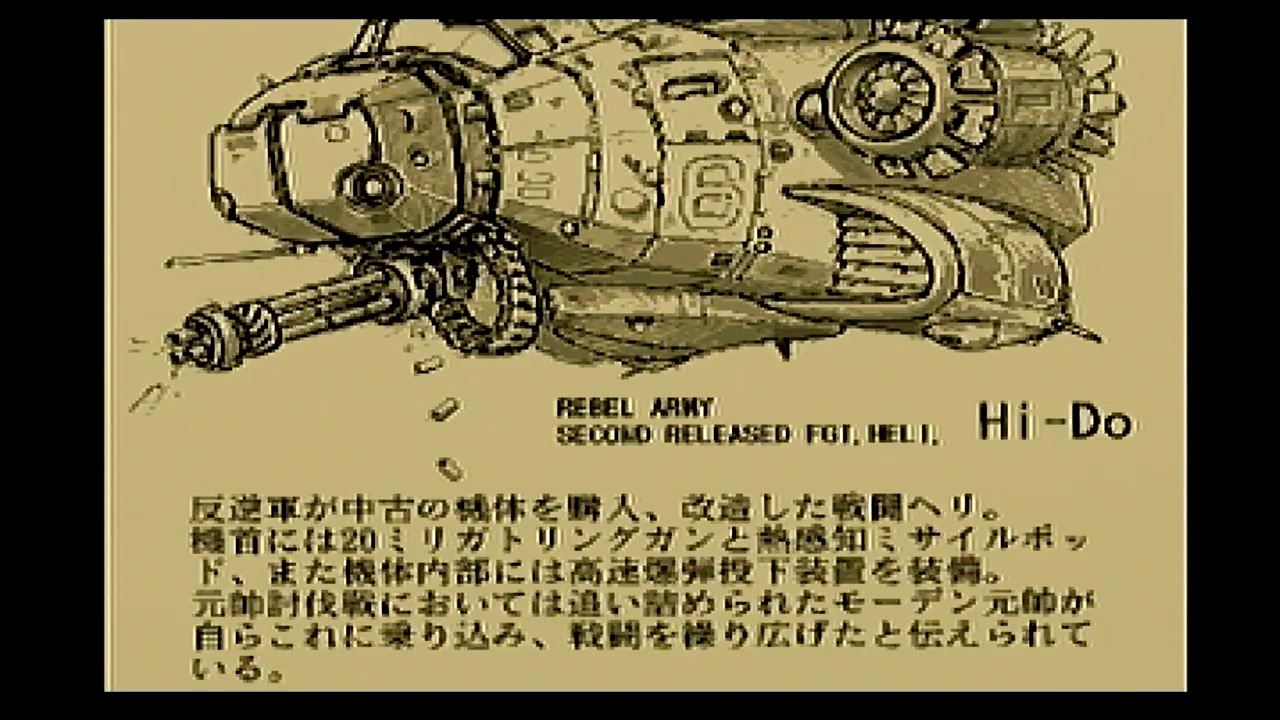 020
REBEL ARMY
SECOND RELEASED FGT, HELI, Hi-Do
反逆軍が中古の機体を購入、改造した戦闘ヘリ。
機首には20ミリガトリングガンと熱感知ミサイルポッ
ド、また機体内部には高速爆弾投下装置を装備。
元帥討伐戦においては追い詰められたモーデン元帥が
自らこれに乗り込み、戦闘を繰り広げたと伝えられて
いる。